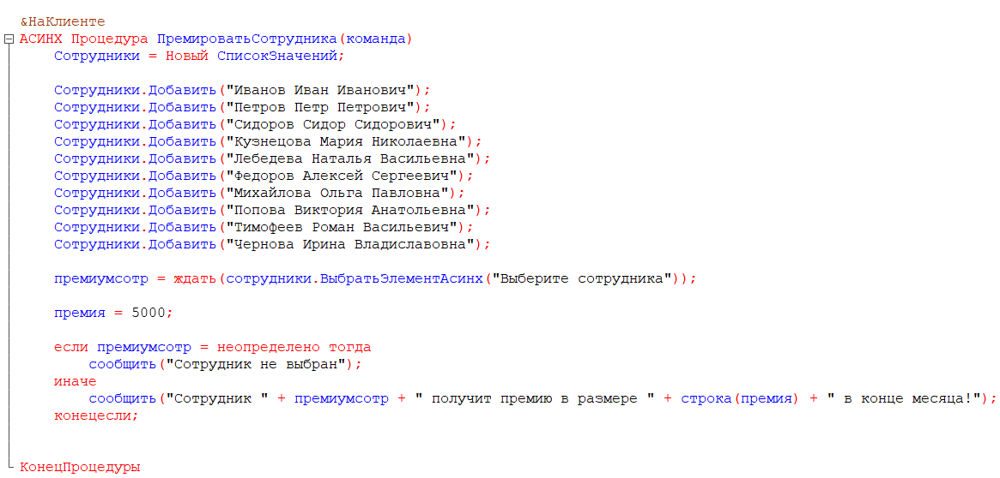 &НаКлиенте
АСИНХ Процедура ПремироватьСотрудника(команда)
Сотрудники = Новый СписокЗначений;
Сотрудники.Добавить("Иванов Иван Иванович");
Сотрудники.Добавить("Петров Петр Петрович");
Сотрудники.Добавить("Сидоров Сидор Сидорович");
Сотрудники.Добавить("Кузнецова Мария Николаевна");
Сотрудники.Добавить("Лебедева Наталья Васильевна");
Сотрудники.Добавить("Федоров Алексей Сергеевич");
Сотрудники.Добавить("Михайлова Ольга Павловна");
Сотрудники.Добавить("Попова Виктория Анатольевна");
Сотрудники.Добавить("Тимофеев Роман Васильевич");
Сотрудники.Добавить("Чернова Ирина Владиславовна");
премиумсотр = ждать(сотрудники.ВыбратьЭлементАсинх("Выберите сотрудника"));
премия = 5000;
если премиумсотр = неопределено тогда
сообщить("Сотрудник не выбран");
иначе
сообщить("Сотрудник " + премиумсотр + " получит премию в размере " + строка(премия) + " в конце месяца!");
конецесли;
КонецПроцедуры